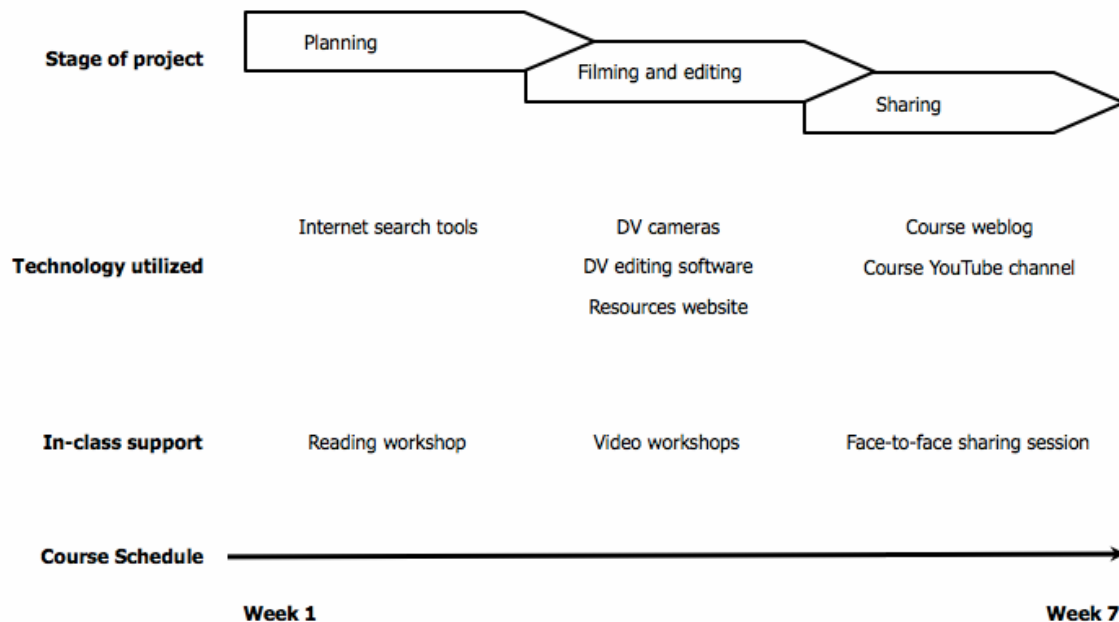 Stage of project
Planning
Filming and editing
Sharing
Technology utilized
Internet search tools
DV cameras
DV editing software
Resources website
Course weblog
Course YouTube channel
In-class support
Reading workshop
Video workshops
Face-to-face sharing session
Course Schedule
Week 1
Week 7